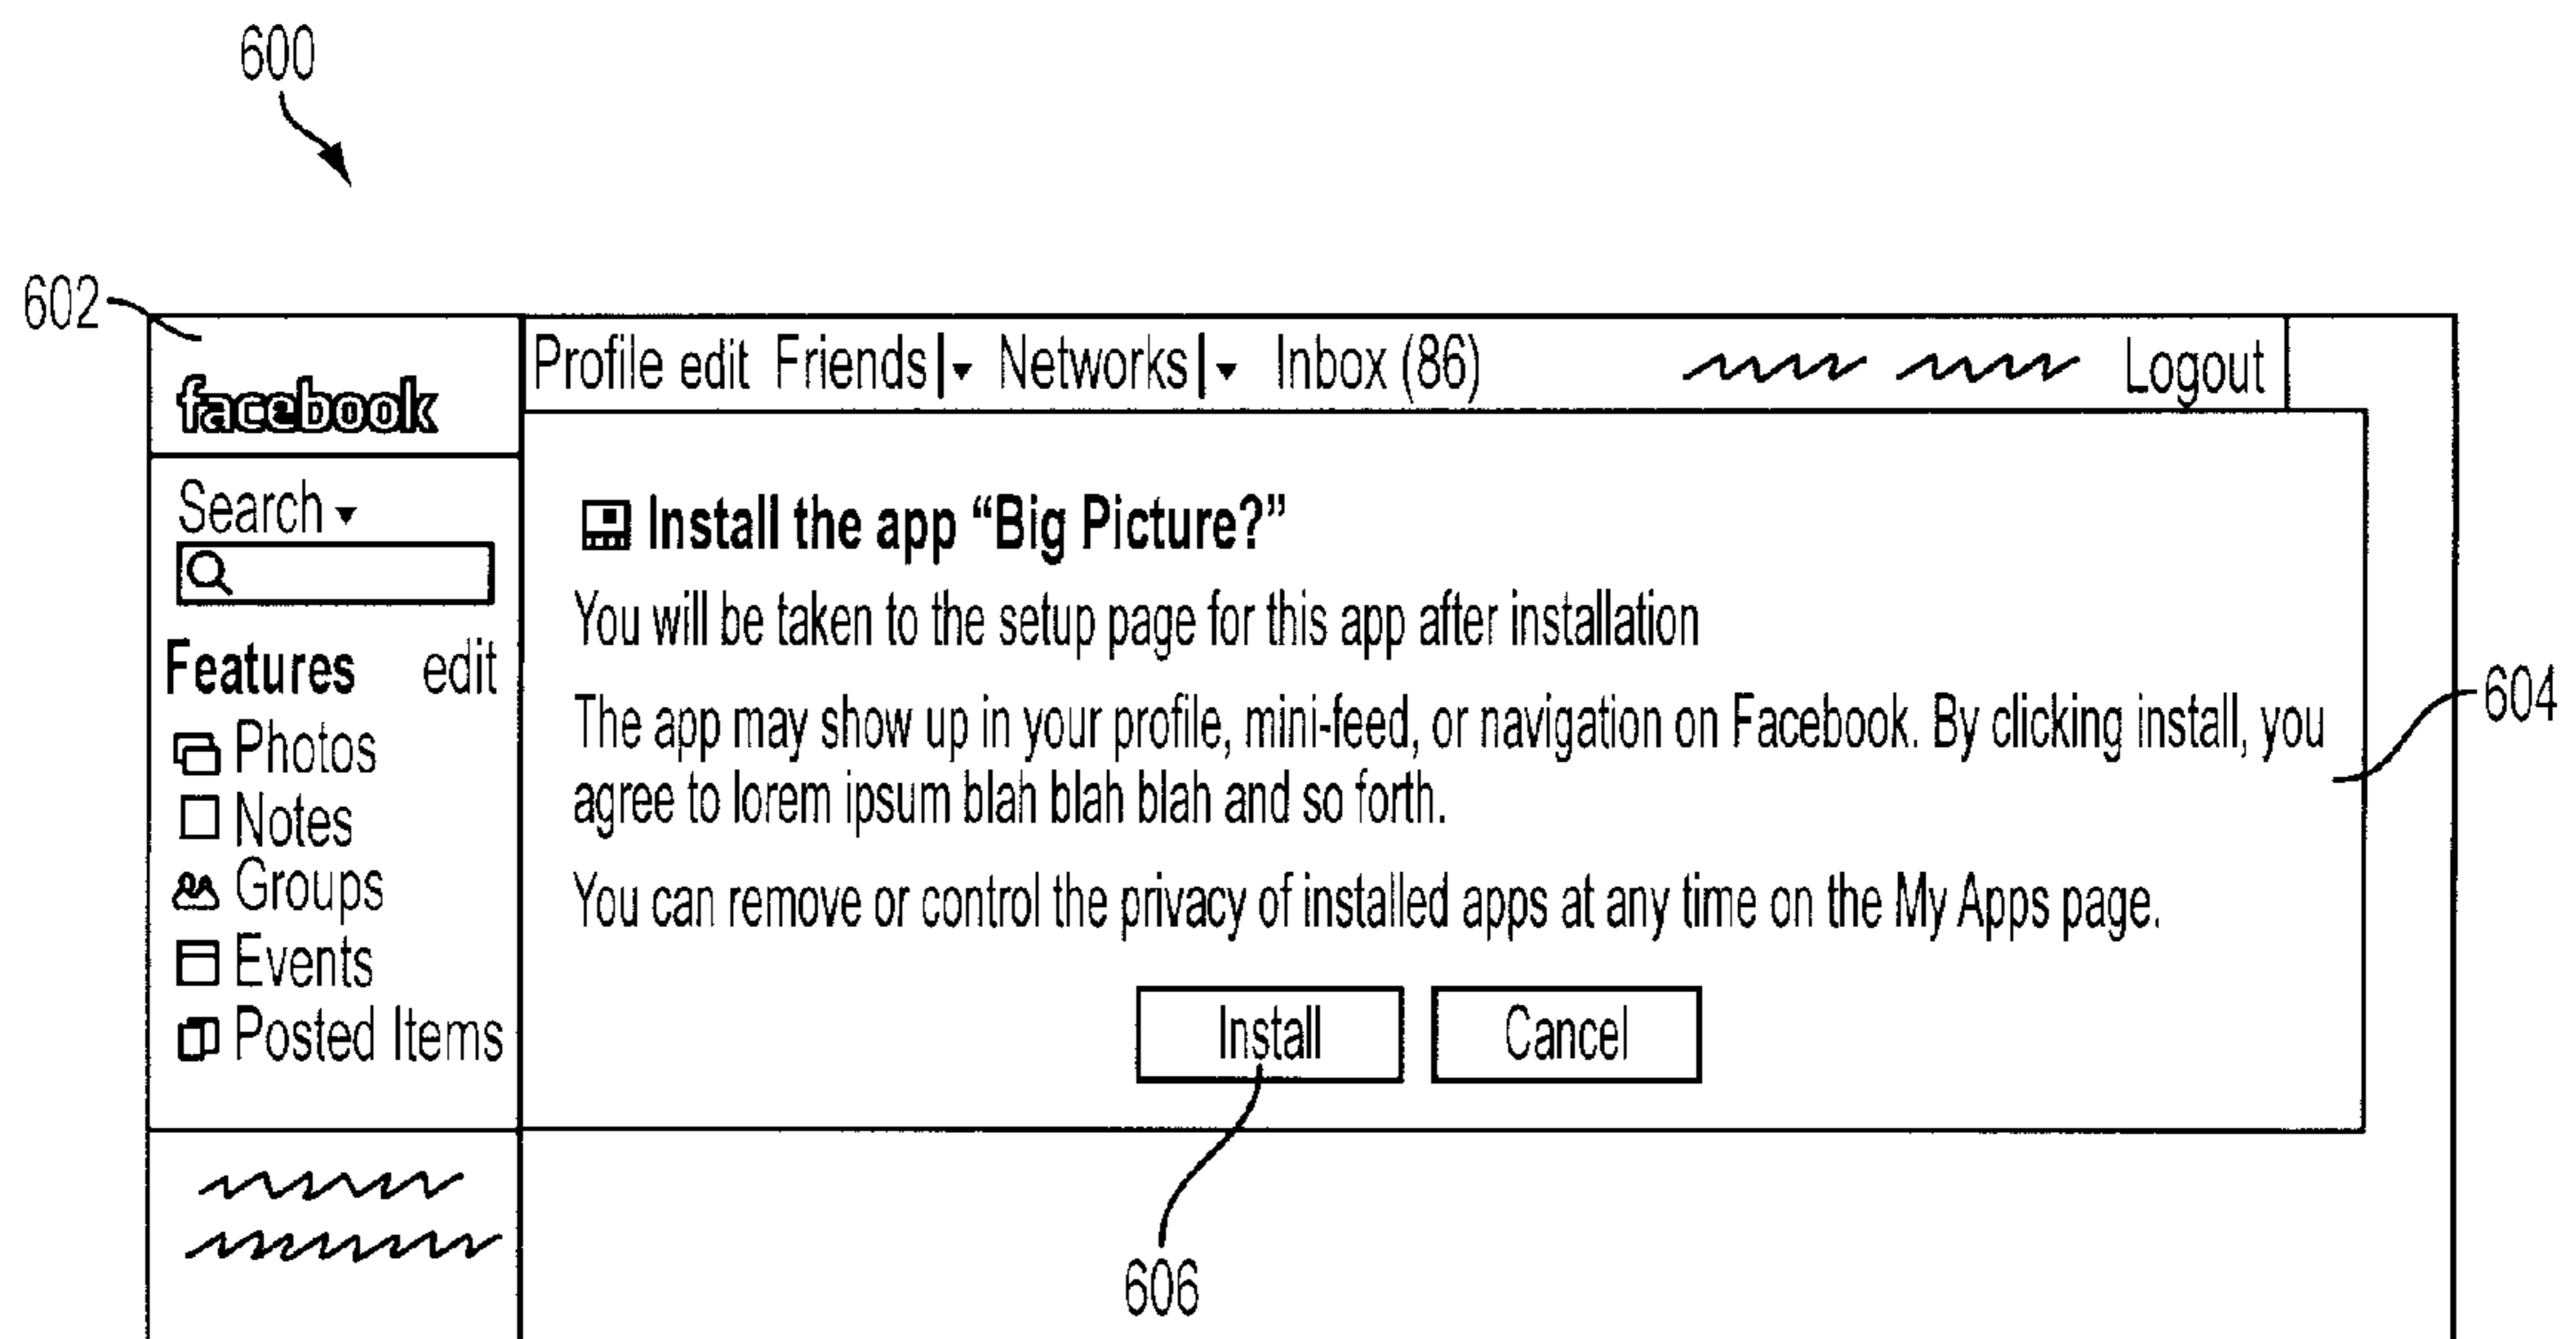 600
602
facebook
Profile edit Friends Networks Inbox (86) Logout
Search
Features edit
Photos
Notes
Groups
Events
Posted Items
Install the app “Big Picture?”
You will be taken to the setup page for this app after installation
The app may show up in your profile, mini-feed, or navigation on Facebook. By clicking install, you
agree to lorem ipsum blah blah blah and so forth.
You can remove or control the privacy of installed apps at any time on the My Apps page.
Install Cancel
604
606